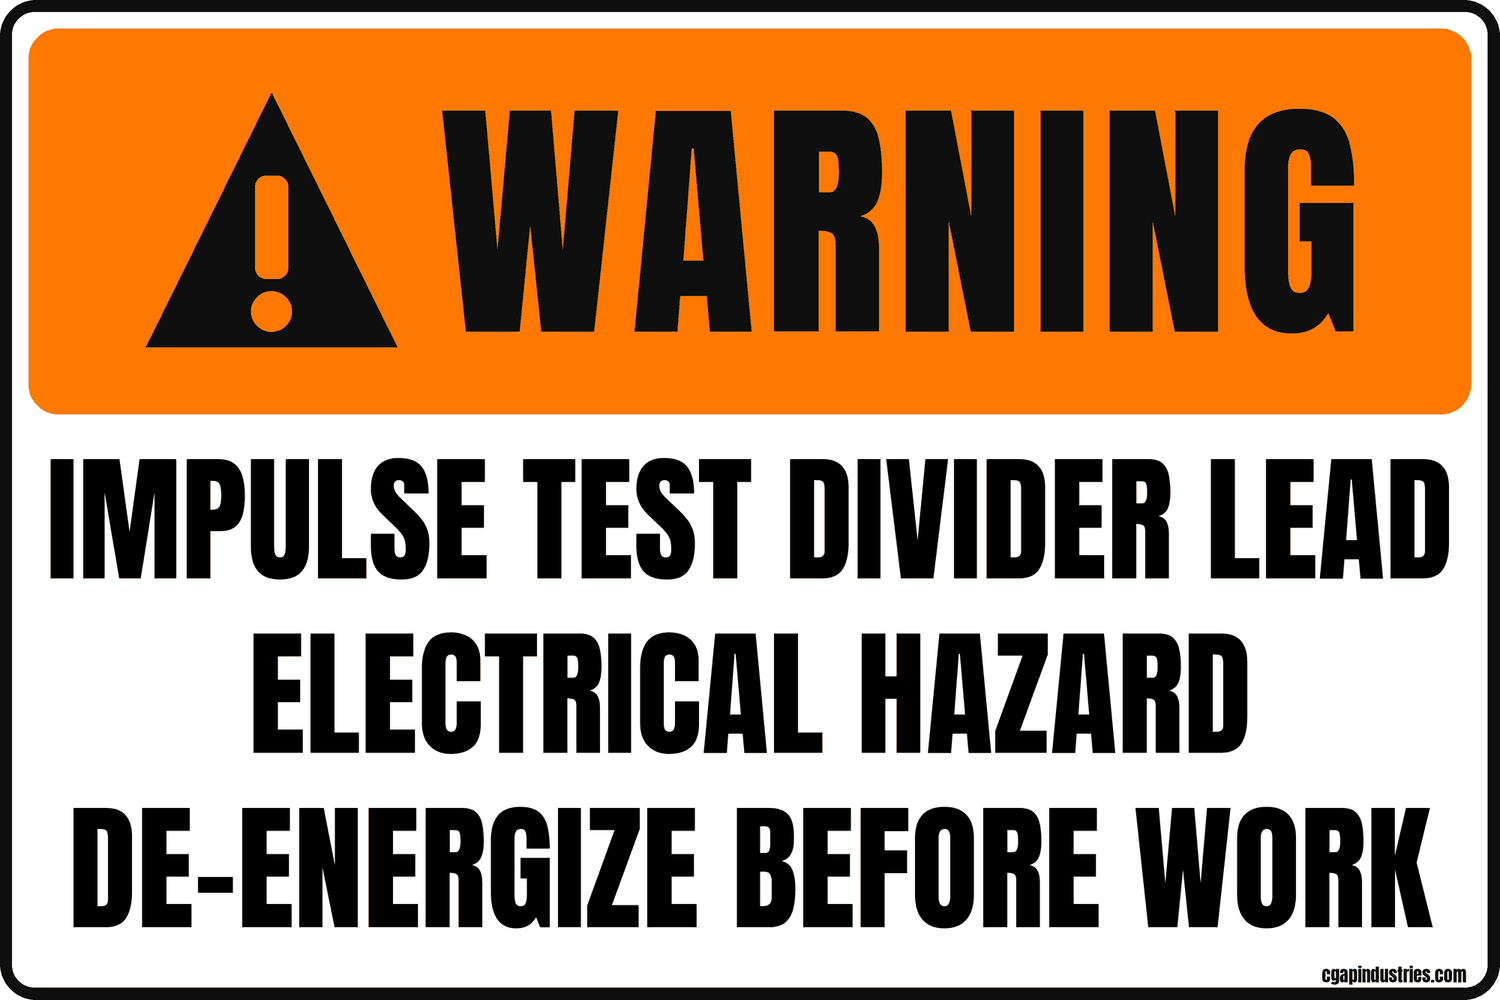 WARNING
IMPULSE TEST DIVIDER LEAD
ELECTRICAL HAZARD
DE-ENERGIZE BEFORE WORK
cgapindustries.com